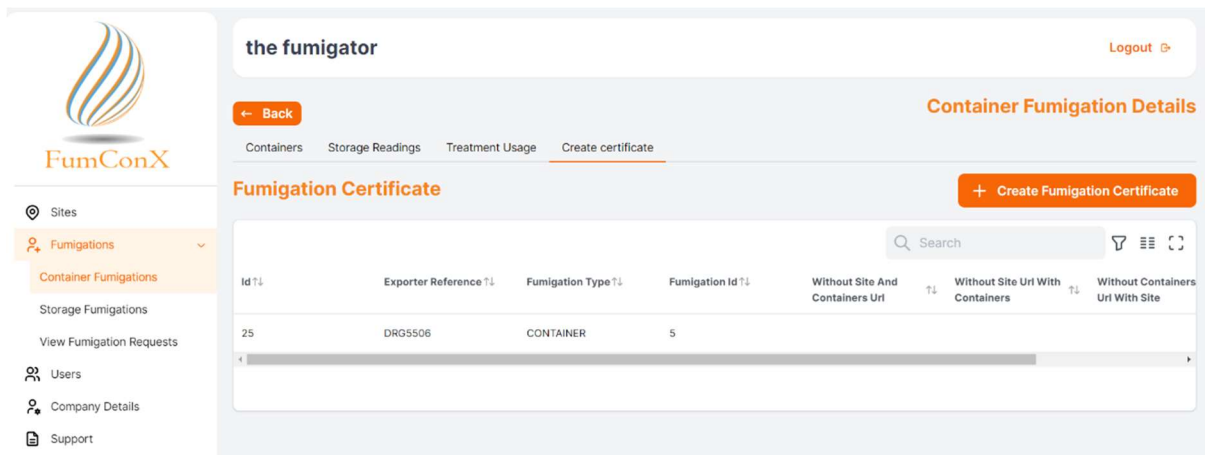 the fumigator
Logout
← Back
Container Fumigation Details
FumConX
Containers Storage Readings Treatment Usage Create certificate
Fumigation Certificate
+ Create Fumigation Certificate
Sites
Fumigations
Container Fumigations
Storage Fumigations
View Fumigation Requests
Users
Company Details
Support
Search
Id↑↓ Exporter Reference↑↓ Fumigation Type↑↓ Fumigation Id↑↓ Without Site And ↑↓ Without Site Url With ↑↓ Without Containers
Containers Url Containers Url With Site
25 DRG5506 CONTAINER 5